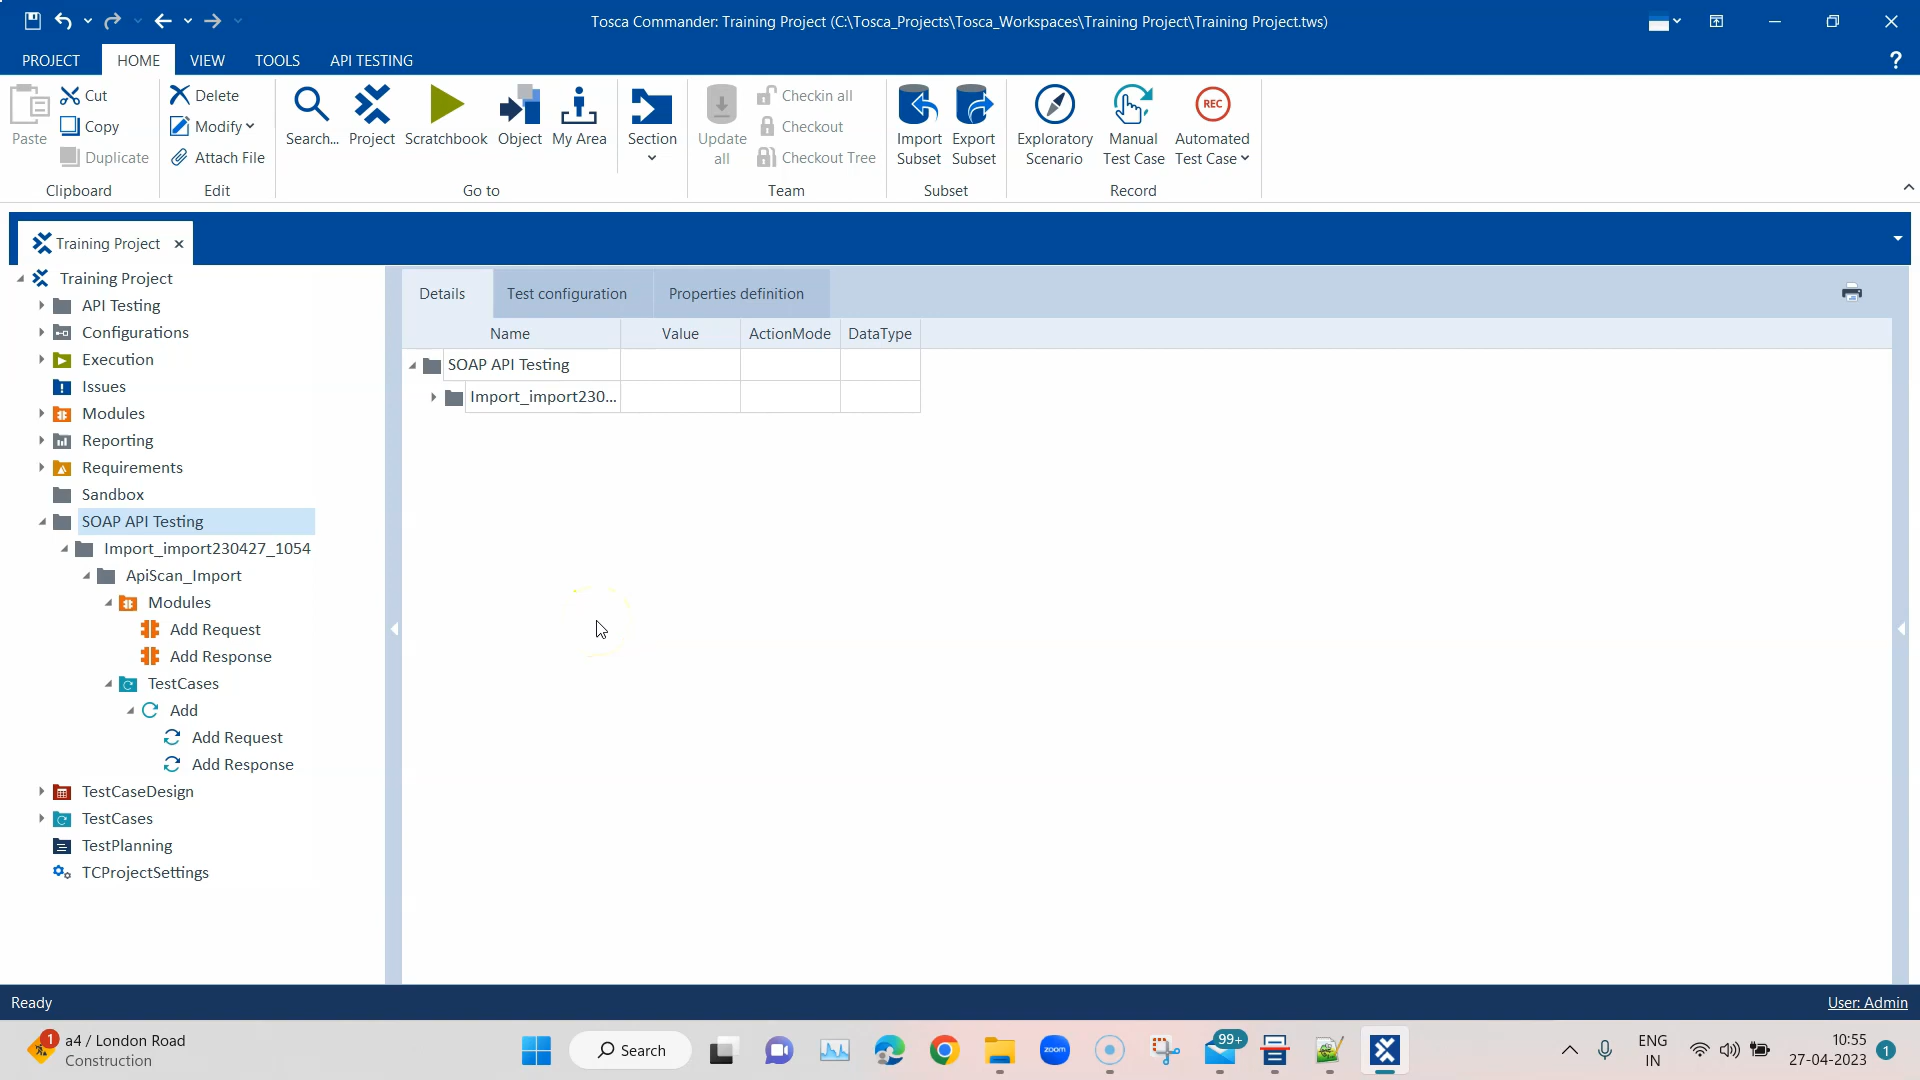 Tosca Commander: Training Project (C:\Tosca_Projects\Tosca_Workspaces\Training Project\Training Project.tws)
PROJECT HOME VIEW TOOLS API TESTING ?
Paste Cut Copy Duplicate
Clipboard
Delete Modify Attach File
Edit
Search... Project Scratchbook Object My Area Section
Go to
Update all Checkin all Checkout Checkout Tree
Team
Import Subset Export Subset
Subset
Exploratory Scenario Manual Test Case REC Automated Test Case
Record
Training Project
Training Project
API Testing
Configurations
Execution
Issues
Modules
Reporting
Requirements
Sandbox
SOAP API Testing
Import_import230427_1054
ApiScan_Import
Modules
Add Request
Add Response
TestCases
Add
Add Request
Add Response
TestCaseDesign
TestCases
TestPlanning
TCProjectSettings
Details Test configuration Properties definition
Name Value ActionMode DataType
SOAP API Testing
Import_import230...
Ready User: Admin
1 a4 / London Road
Construction
Search
zoom
99+
ENG
IN
10:55
27-04-2023
1